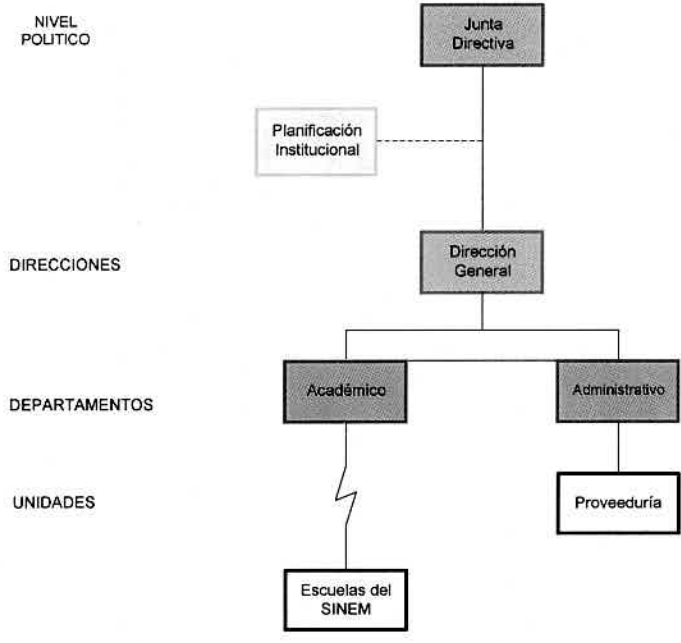 NIVEL
POLITICO
Junta
Directiva
Planificación
Institucional
DIRECCIONES
Dirección
General
DEPARTAMENTOS
Académico
Administrativo
UNIDADES
Proveeduría
Escuelas del
SINEM